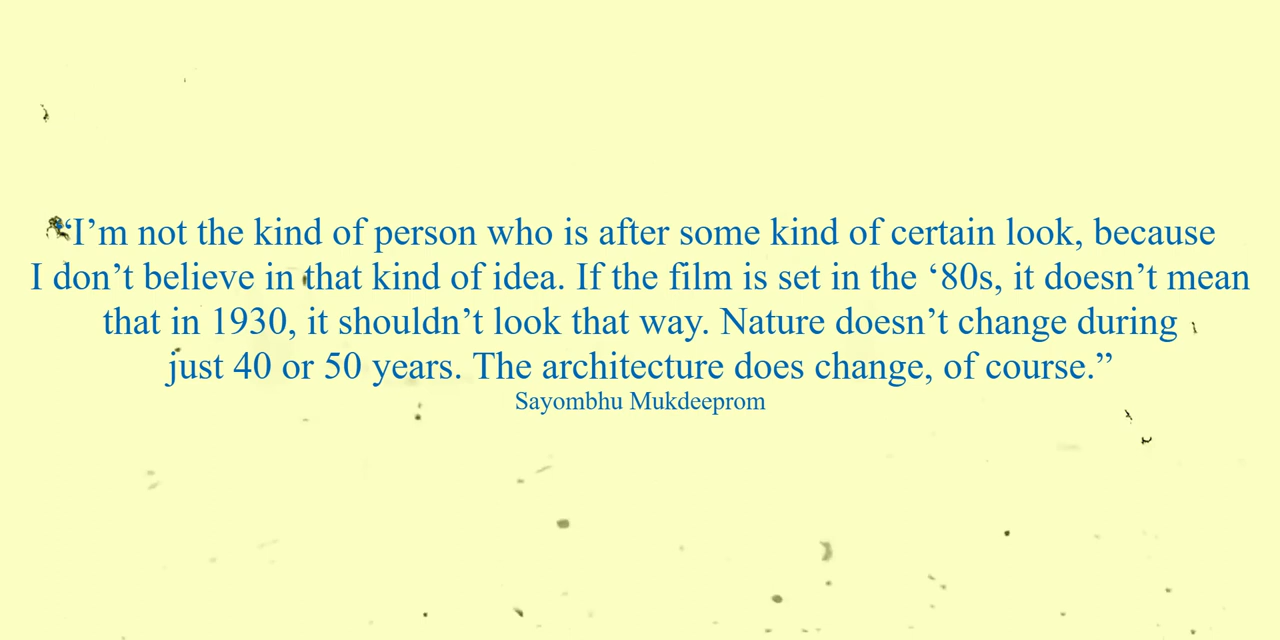 “I’m not the kind of person who is after some kind of certain look, because
I don’t believe in that kind of idea. If the film is set in the ‘80s, it doesn’t mean
that in 1930, it shouldn’t look that way. Nature doesn’t change during
just 40 or 50 years. The architecture does change, of course.”
Sayombhu Mukdeeprom